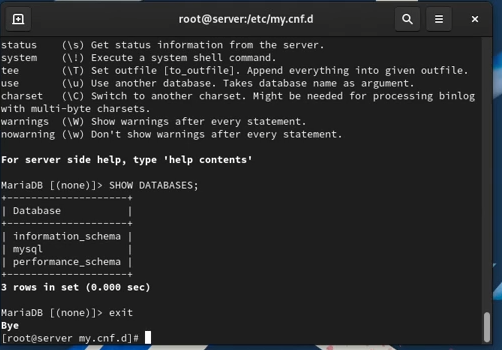 root@server:/etc/my.cnf.d
status    (\s) Get status information from the server.
system    (\!) Execute a system shell command.
tee       (\T) Set outfile [to_outfile]. Append everything into given outfile.
use       (\u) Use another database. Takes database name as argument.
charset   (\C) Switch to another charset. Might be needed for processing binlog
with multi-byte charsets.
warnings  (\W) Show warnings after every statement.
nowarning (\w) Don't show warnings after every statement.
For server side help, type 'help contents'
MariaDB [(none)]> SHOW DATABASES;
+--------------------+
| Database           |
+--------------------+
| information_schema |
| mysql              |
| performance_schema |
+--------------------+
3 rows in set (0.000 sec)
MariaDB [(none)]> exit
Bye
[root@server my.cnf.d]#